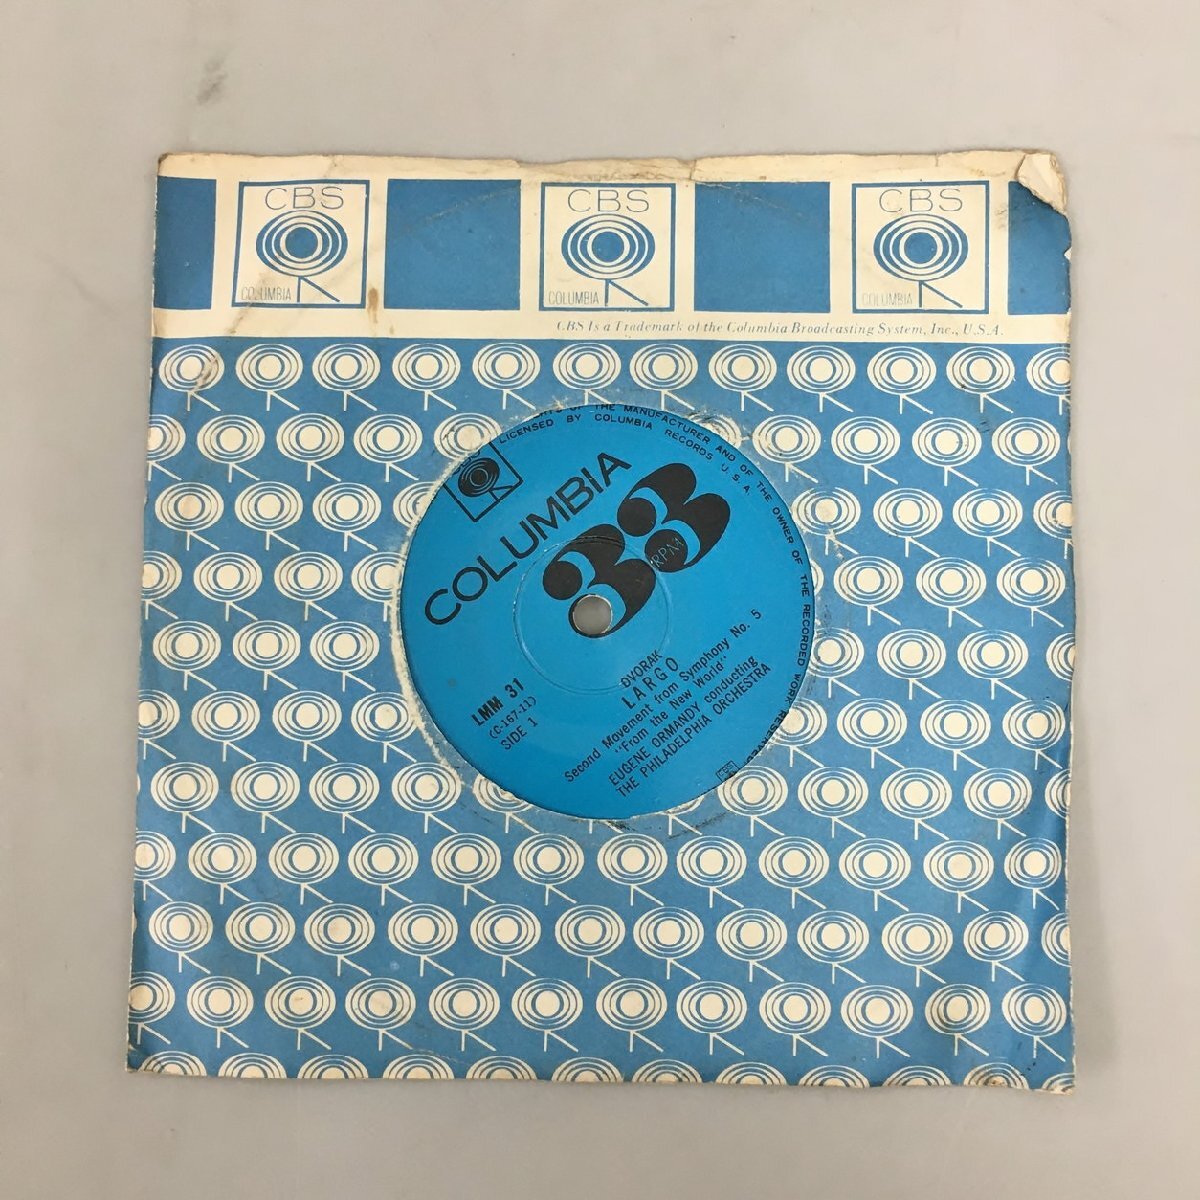 CBS
COLUMBIA
CBS
COLUMBIA
CBS
COLUMBIA
CBS Is a Trademark of the Columbia Broadcasting System, Inc., U.S.A.
OF THE MANUFACTURER AND OF THE OWNER OF THE RECORDED WORK
LICENSED BY COLUMBIA RECORDS U.S.A.
COLUMBIA
33
RPM
LMM 31
(C-167-11)
SIDE 1
DVORAK
LARGO
Second Movement from Symphony No. 5
"From the New World"
EUGENE ORMANDY conducting
THE PHILADELPHIA ORCHESTRA
CBS